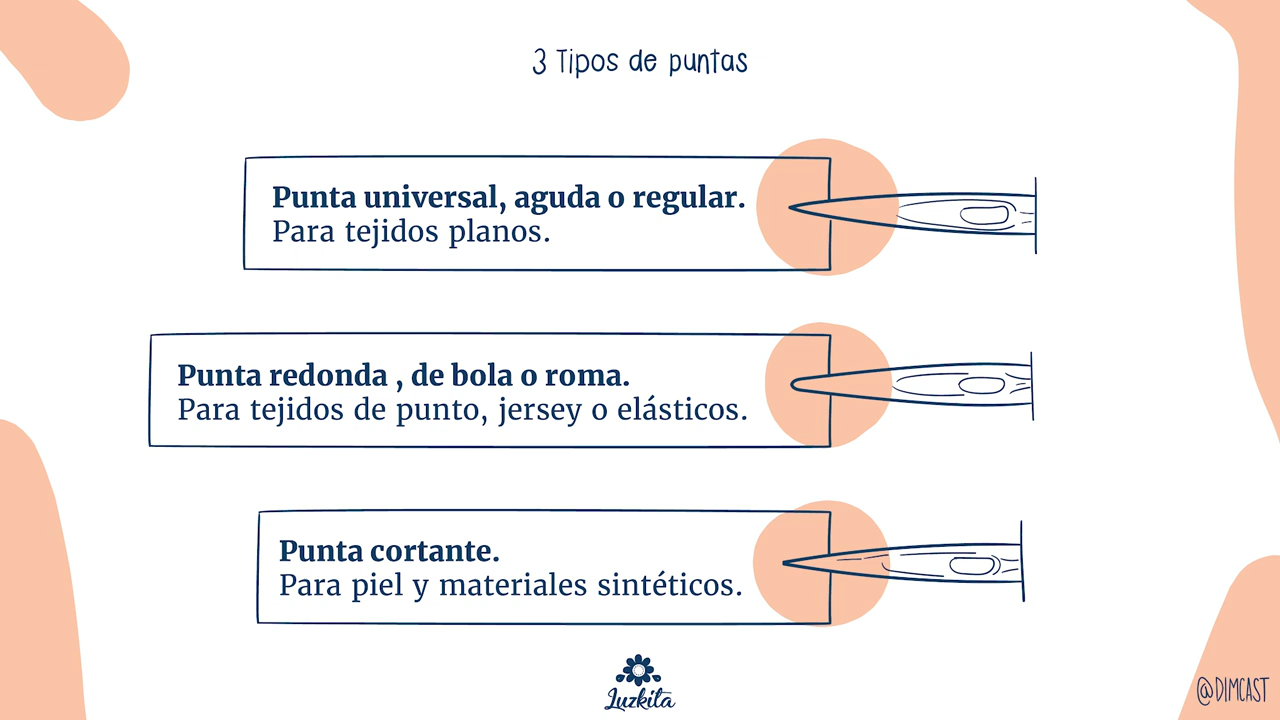 3 Tipos de puntas
Punta universal, aguda o regular.
Para tejidos planos.
Punta redonda , de bola o roma.
Para tejidos de punto, jersey o elásticos.
Punta cortante.
Para piel y materiales sintéticos.
Luzkita
@DIMCAST